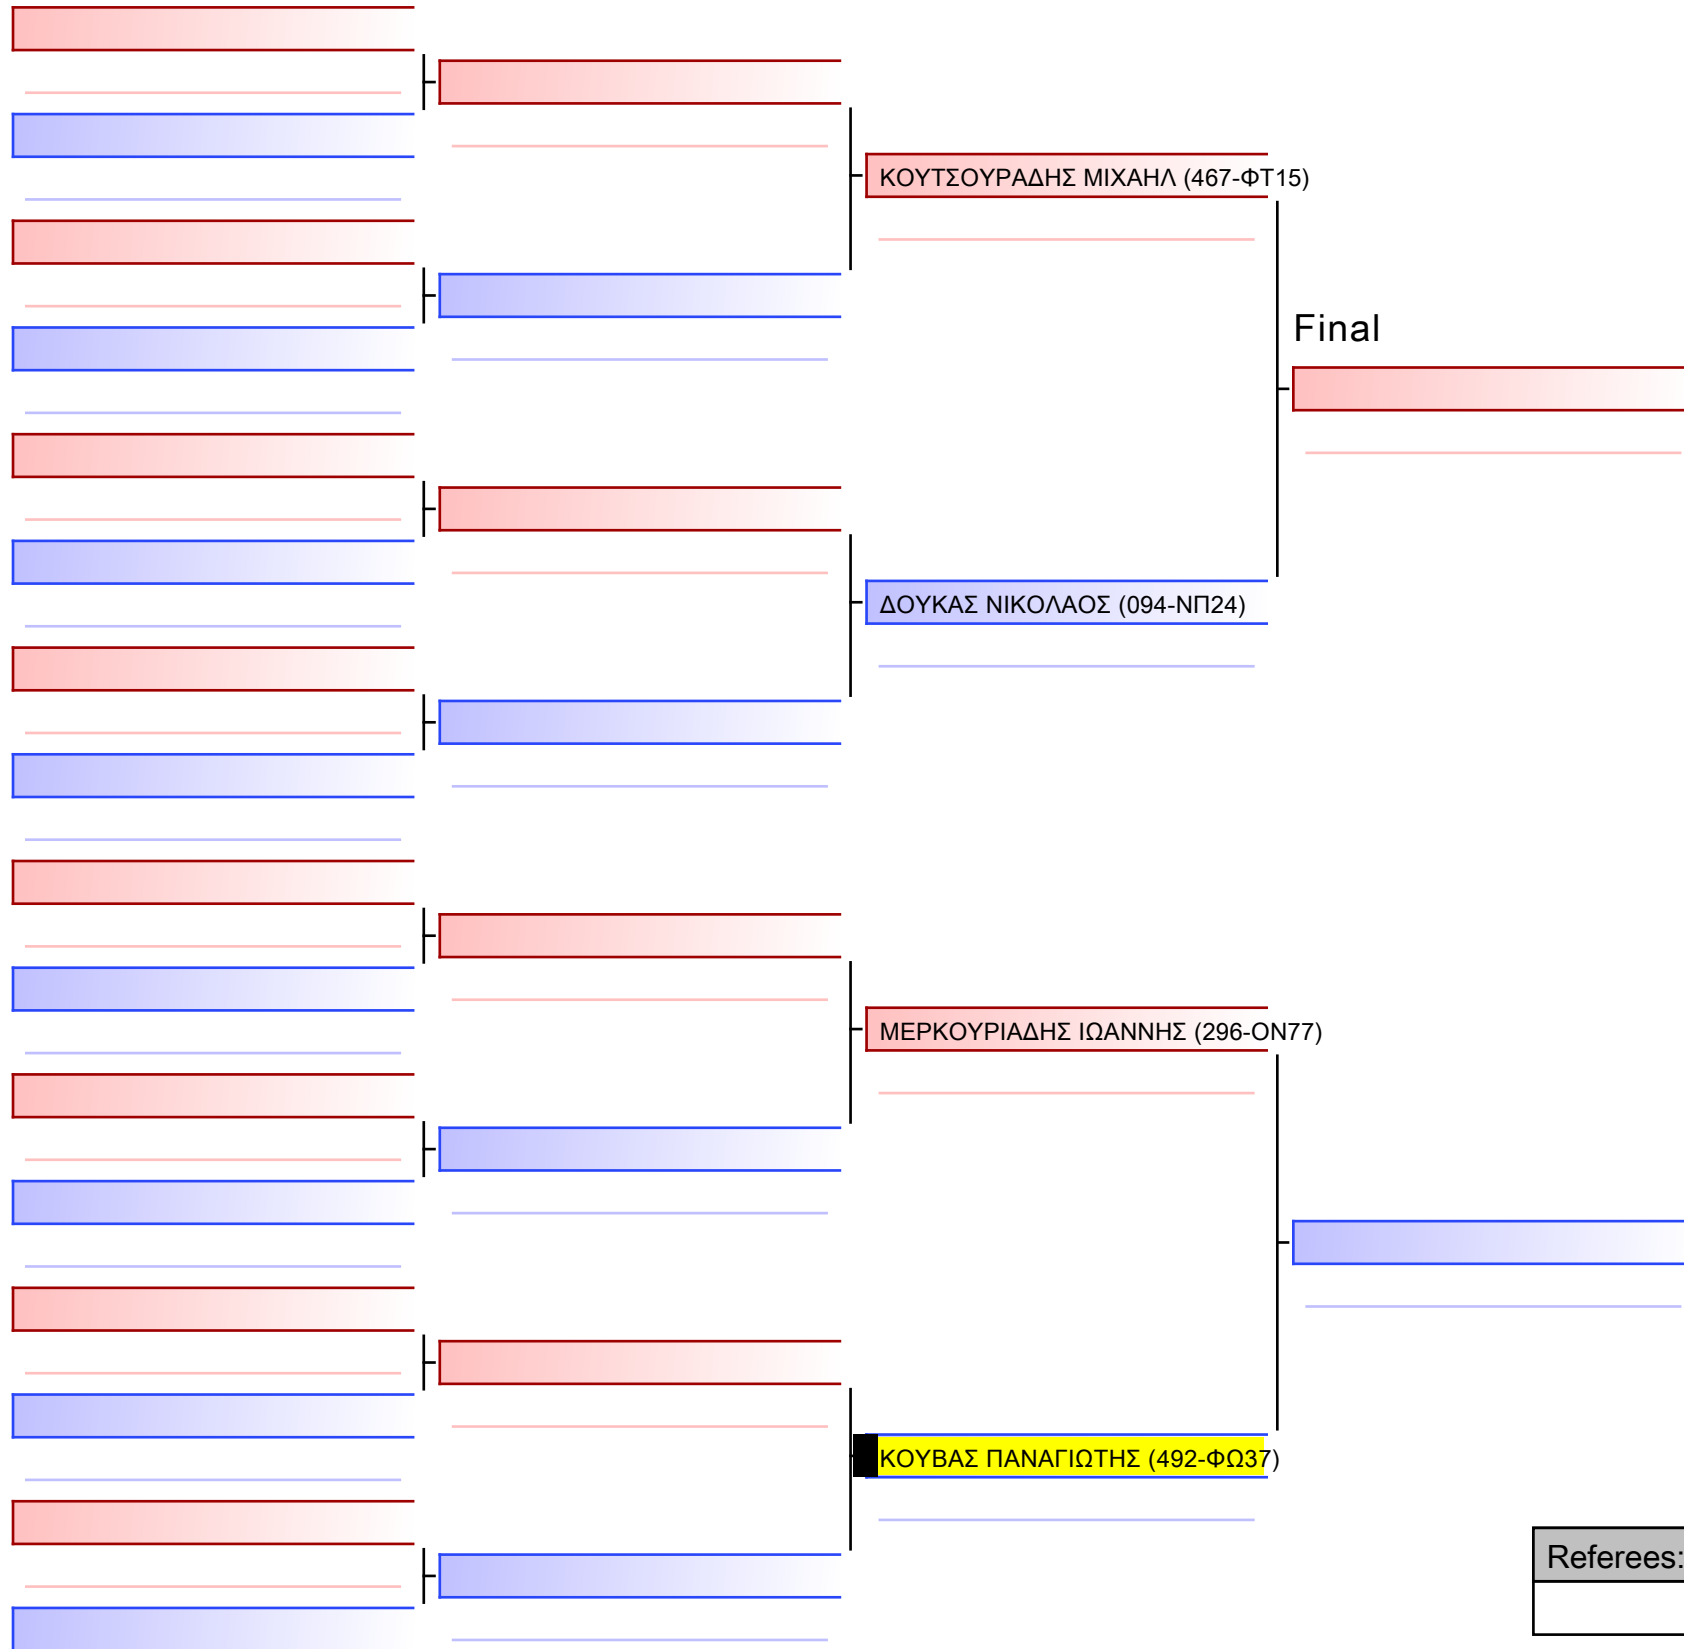 ΚΟΥΤΣΟΥΡΑΔΗΣ ΜΙΧΑΗΛ (467-ΦΤ15)
Final
ΔΟΥΚΑΣ ΝΙΚΟΛΑΟΣ (094-ΝΠ24)
ΜΕΡΚΟΥΡΙΑΔΗΣ ΙΩΑΝΝΗΣ (296-ΟΝ77)
ΚΟΥΒΑΣ ΠΑΝΑΓΙΩΤΗΣ (492-ΦΩ37)
Referees: